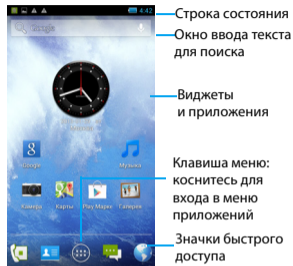 4:42
Строка состояния
Google
Окно ввода текста
для поиска
Виджеты
и приложения
Google
Музыка
Клавиша меню:
коснитесь для
входа в меню
приложений
Камера
Карты
Play Маркет
Галерея
Значки быстрого
доступа